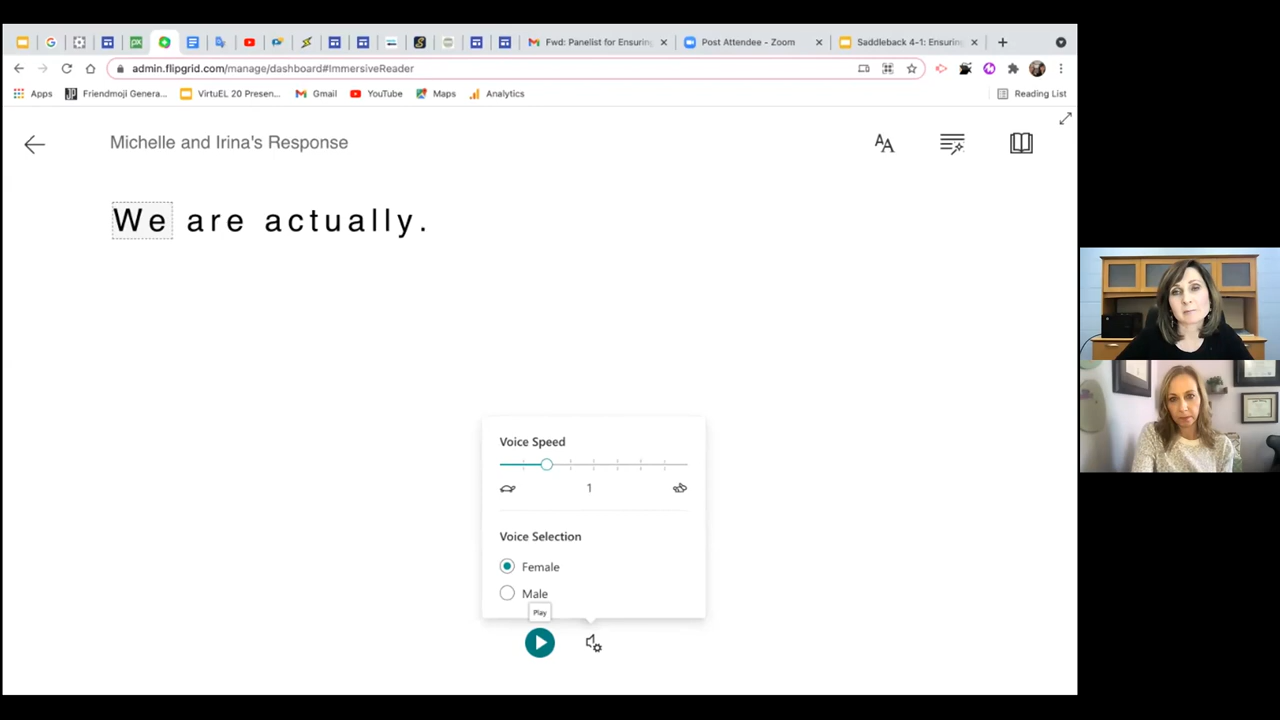 Fwd: Panelist for Ensuring
Post Attendee - Zoom
Saddleback 4-1: Ensuring
admin.flipgrid.com/manage/dashboard#ImmersiveReader
Apps
Friendmoji Genera...
VirtuEL 20 Presen...
Gmail
YouTube
Maps
Analytics
Reading List
Michelle and Irina's Response
AA
We are actually.
Voice Speed
1
Voice Selection
Female
Male
Play